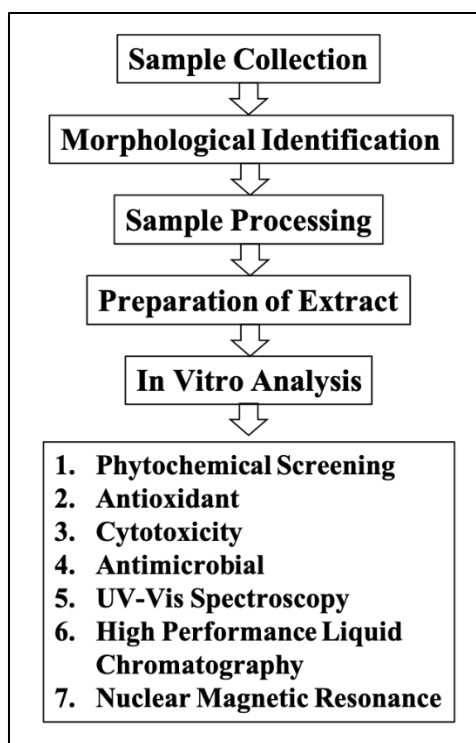 Sample Collection
Morphological Identification
Sample Processing
Preparation of Extract
In Vitro Analysis
1. Phytochemical Screening
2. Antioxidant
3. Cytotoxicity
4. Antimicrobial
5. UV-Vis Spectroscopy
6. High Performance Liquid
Chromatography
7. Nuclear Magnetic Resonance